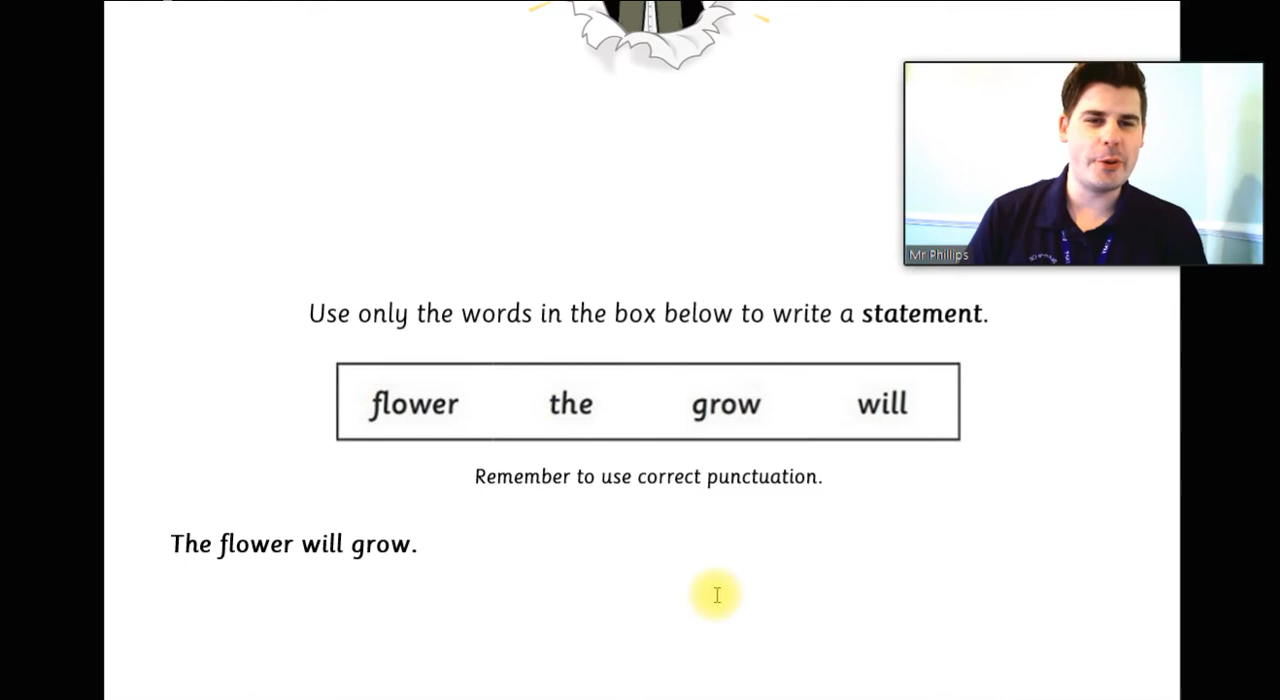 Mr Phillips
Use only the words in the box below to write a statement.
flower the grow will
Remember to use correct punctuation.
The flower will grow.